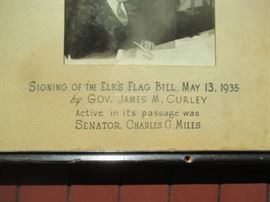 SIGNING OF THE ELK'S FLAG BILL, MAY 13, 1935
by GOV. JAMES M. CURLEY
Active in its passage was
SENATOR CHARLES G. MILES